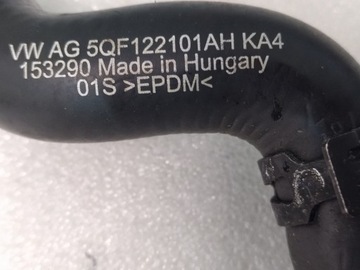 VW AG 5QF122101AH KA4
153290 Made in Hungary
01S >EPDM<